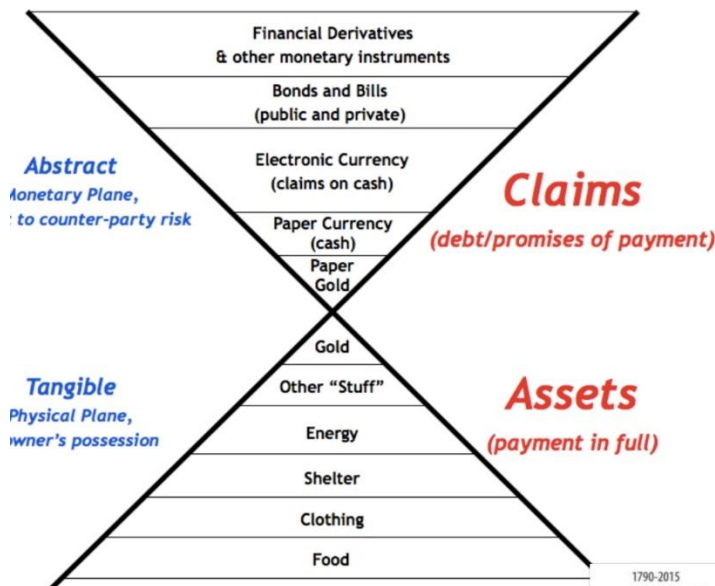 Financial Derivatives
& other monetary instruments
Bonds and Bills
(public and private)
Electronic Currency
(claims on cash)
Paper Currency
(cash)
Paper
Gold
Abstract
Monetary Plane,
to counter-party risk
Claims
(debt/promises of payment)
Gold
Other “Stuff”
Energy
Shelter
Clothing
Food
Tangible
Physical Plane,
owner’s possession
Assets
(payment in full)
1790-2015